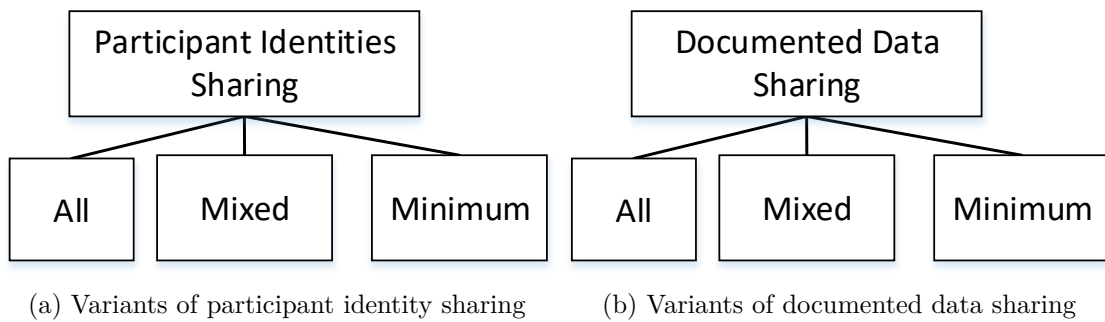 Participant Identities
Sharing
All
Mixed
Minimum
(a) Variants of participant identity sharing
Documented Data
Sharing
All
Mixed
Minimum
(b) Variants of documented data sharing